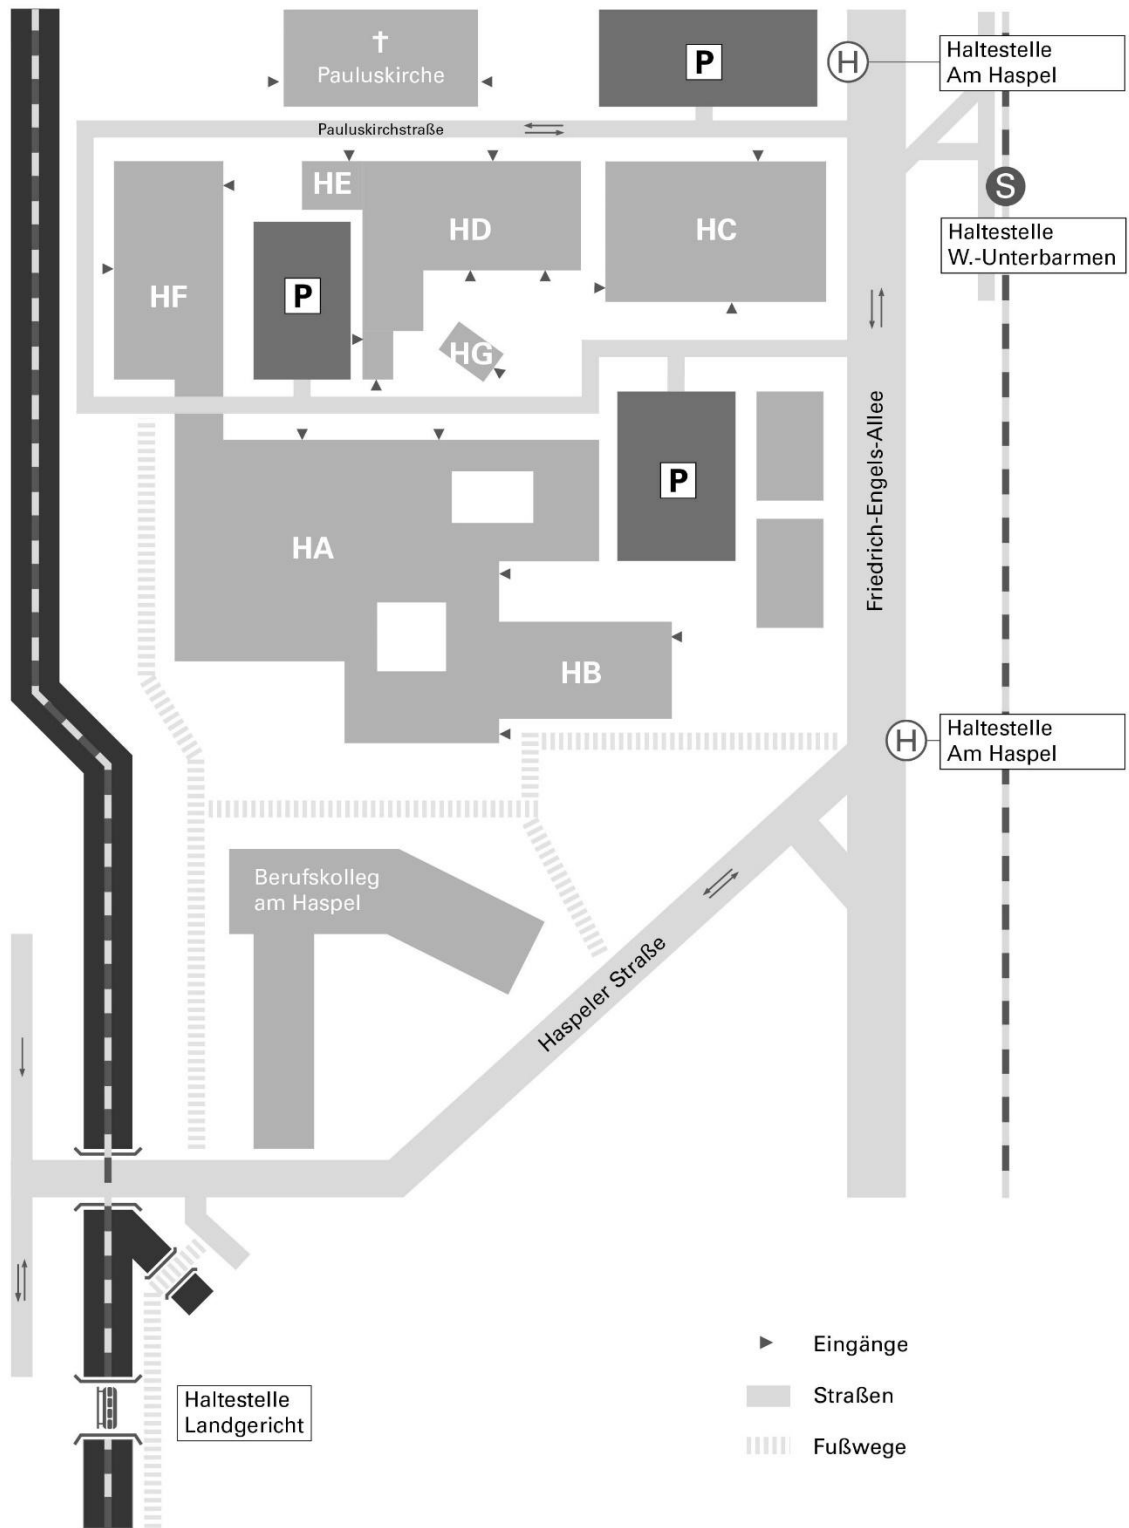 P
H
Haltestelle
Am Haspel
Pauluskirche
Pauluskirchstraße
HE
HD
HC
S
Haltestelle
W.-Unterbarmen
HF
P
HG
Friedrich-Engels-Allee
P
HA
HB
H
Haltestelle
Am Haspel
Berufskolleg
am Haspel
Haspeler Straße
Eingänge
Straßen
Fußwege
Haltestelle
Landgericht